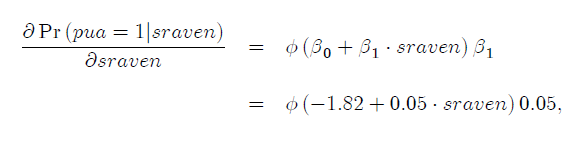 ∂ Pr (pua = 1|sraven)
∂sraven
= ϕ (β₀ + β₁ · sraven) β₁
= ϕ (−1.82 + 0.05 · sraven) 0.05,